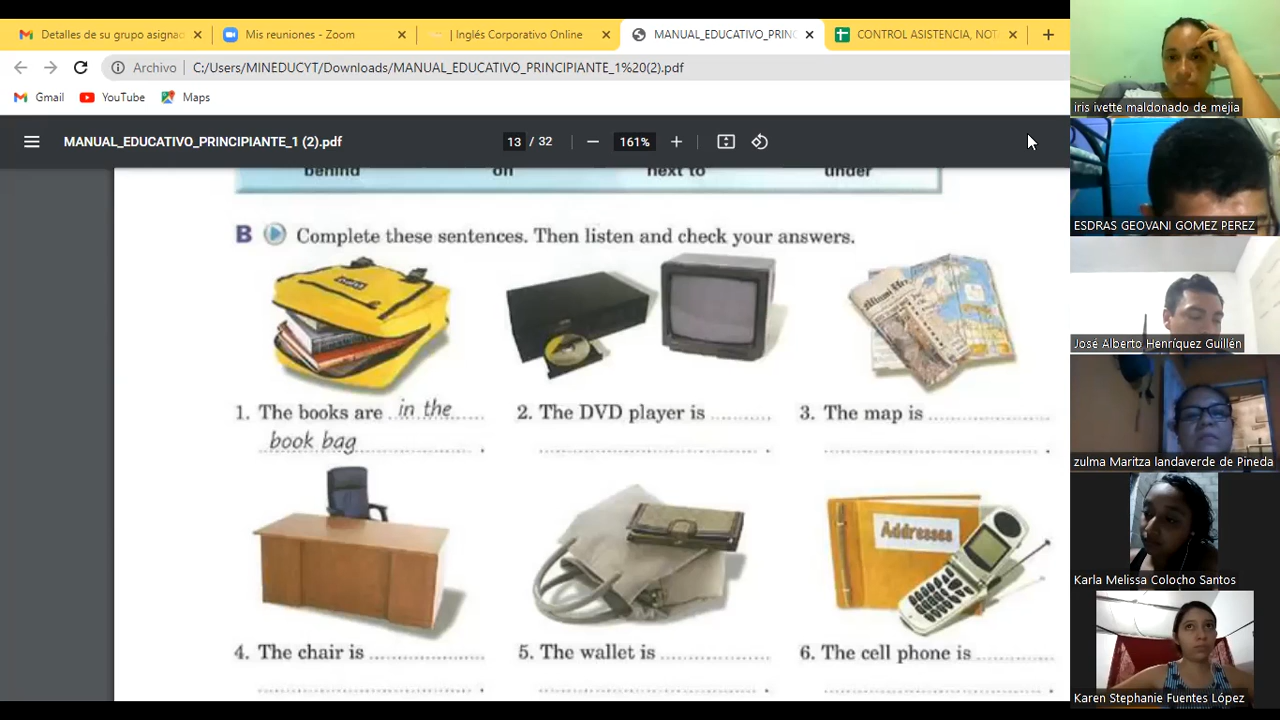 Detalles de su grupo asignad
Mis reuniones - Zoom
| Inglés Corporativo Online
MANUAL_EDUCATIVO_PRINC
CONTROL ASISTENCIA, NOT
Archivo C:/Users/MINEDUCYT/Downloads/MANUAL_EDUCATIVO_PRINCIPIANTE_1%20(2).pdf
Gmail YouTube Maps
MANUAL_EDUCATIVO_PRINCIPIANTE_1 (2).pdf 13 / 32 161%
behind on next to under
B Complete these sentences. Then listen and check your answers.
1. The books are in the
book bag.
2. The DVD player is
.
3. The map is
.
Addresses
4. The chair is
.
5. The wallet is
.
6. The cell phone is
.
iris ivette maldonado de mejia
ESDRAS GEOVANI GOMEZ PEREZ
José Alberto Henríquez Guillén
zulma Maritza landaverde de Pineda
Karla Melissa Colocho Santos
Karen Stephanie Fuentes López